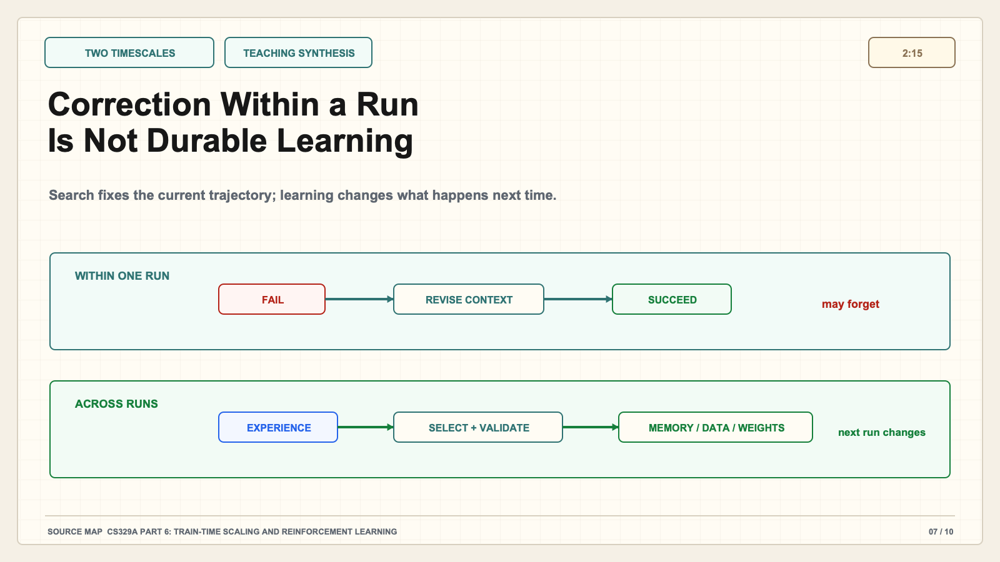 TWO TIMESCALES
TEACHING SYNTHESIS
2:15
Correction Within a Run
Is Not Durable Learning
Search fixes the current trajectory; learning changes what happens next time.
WITHIN ONE RUN
FAIL
REVISE CONTEXT
SUCCEED
may forget
ACROSS RUNS
EXPERIENCE
SELECT + VALIDATE
MEMORY / DATA / WEIGHTS
next run changes
SOURCE MAP  CS329A PART 6: TRAIN-TIME SCALING AND REINFORCEMENT LEARNING
07 / 10